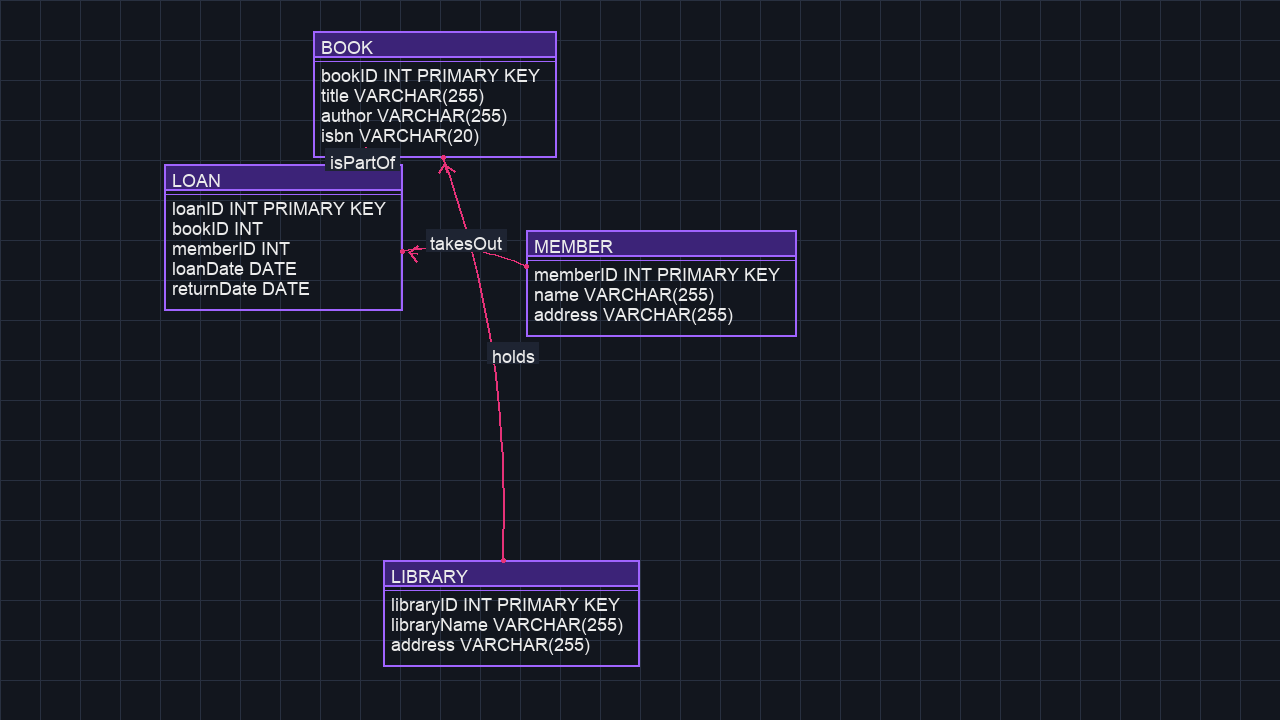 BOOK
bookID INT PRIMARY KEY
title VARCHAR(255)
author VARCHAR(255)
isbn VARCHAR(20)
isPartOf
LOAN
loanID INT PRIMARY KEY
bookID INT
memberID INT
loanDate DATE
returnDate DATE
takesOut
MEMBER
memberID INT PRIMARY KEY
name VARCHAR(255)
address VARCHAR(255)
holds
LIBRARY
libraryID INT PRIMARY KEY
libraryName VARCHAR(255)
address VARCHAR(255)